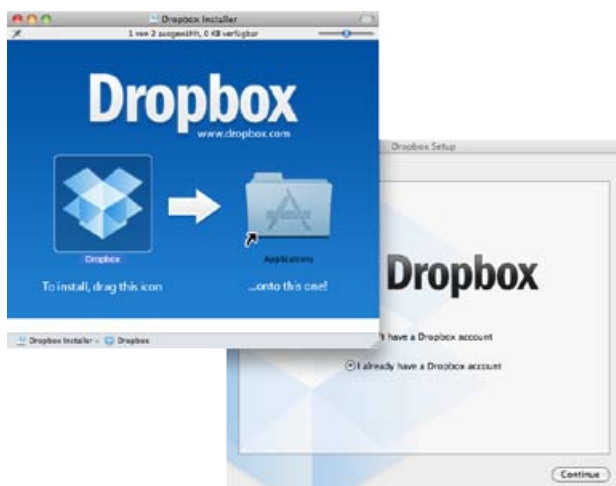 Dropbox Installer
1 von 2 ausgewählt, 0 KB verfügbar
Dropbox
www.dropbox.com
Dropbox
Applications
To install, drag this icon
...onto this one!
Dropbox Installer
Dropbox
Dropbox Setup
Dropbox
't have a Dropbox account
I already have a Dropbox account
Continue